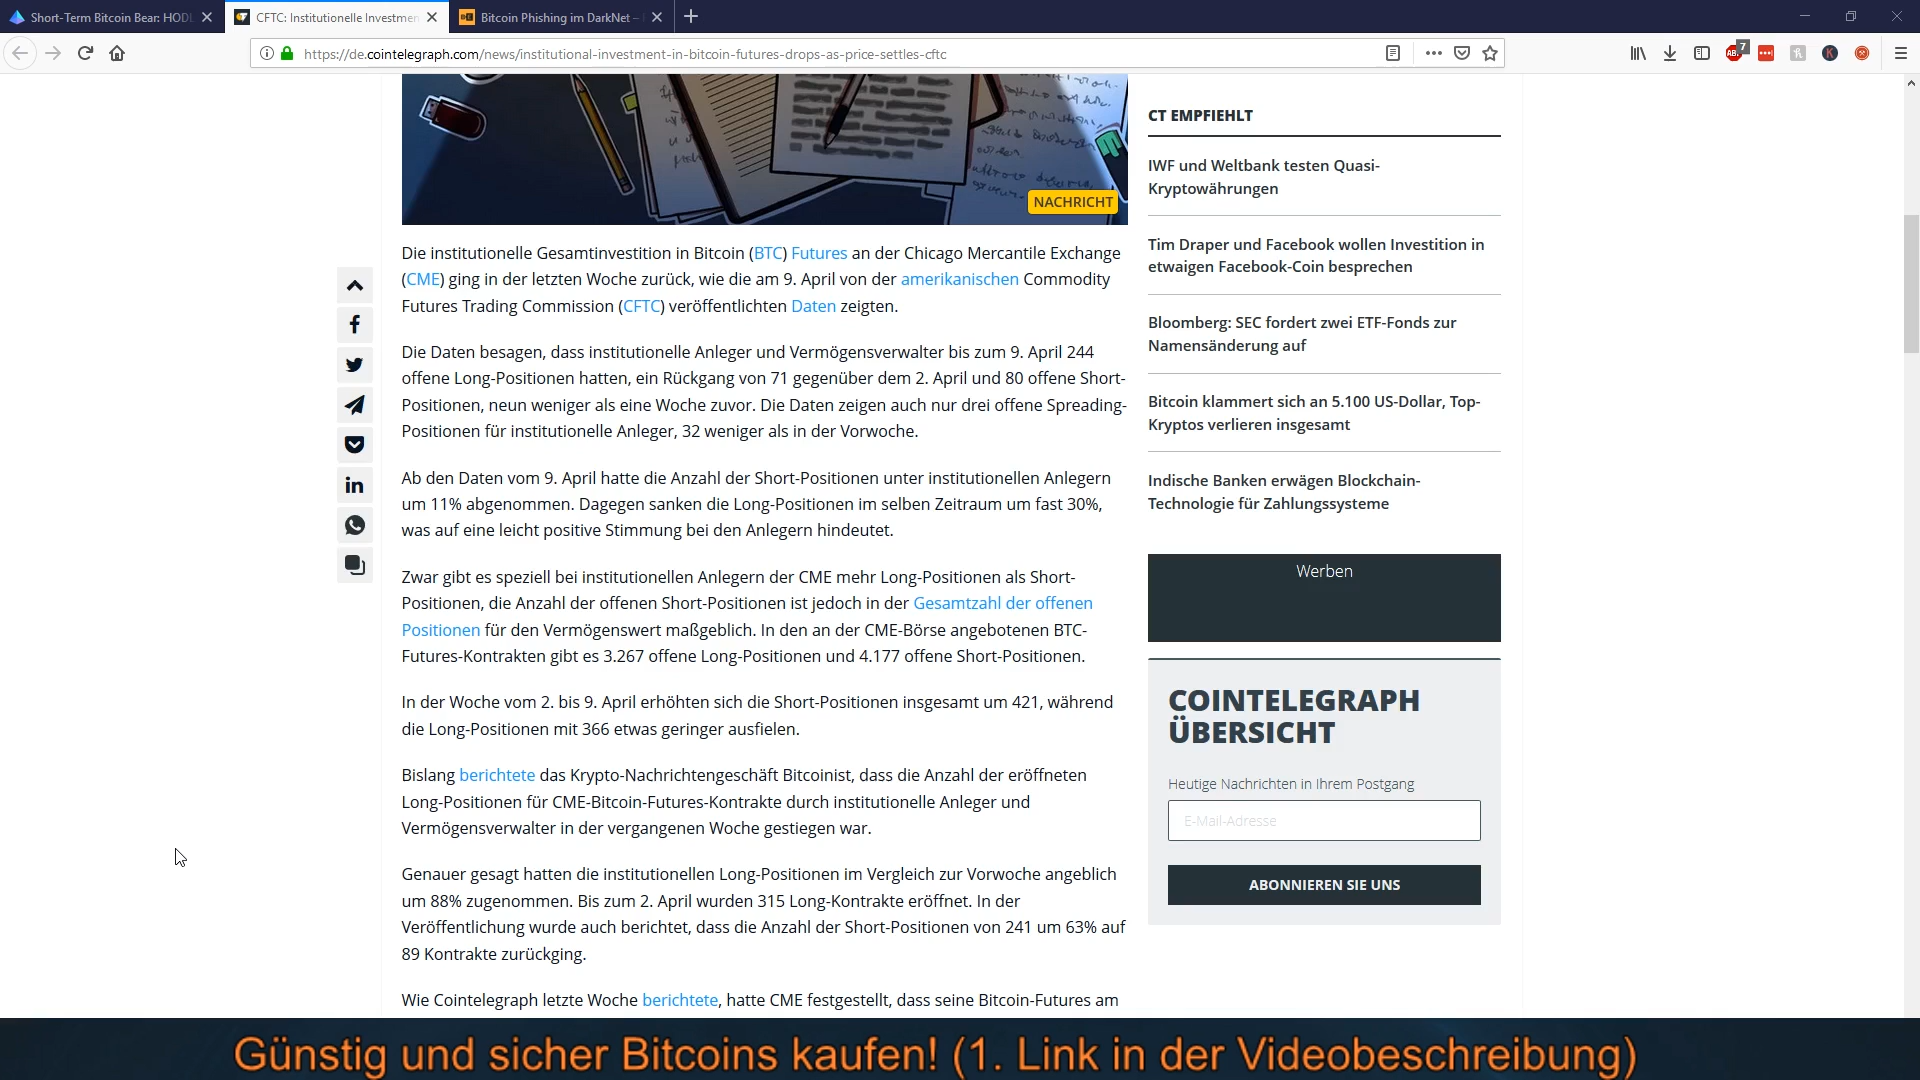 Short-Term Bitcoin Bear: HODL
CFTC: Institutionelle Investmen
Bitcoin Phishing im DarkNet –
https://de.cointelegraph.com/news/institutional-investment-in-bitcoin-futures-drops-as-price-settles-cftc
7
NACHRICHT
Die institutionelle Gesamtinvestition in Bitcoin (BTC) Futures an der Chicago Mercantile Exchange
(CME) ging in der letzten Woche zurück, wie die am 9. April von der amerikanischen Commodity
Futures Trading Commission (CFTC) veröffentlichten Daten zeigten.
Die Daten besagen, dass institutionelle Anleger und Vermögensverwalter bis zum 9. April 244
offene Long-Positionen hatten, ein Rückgang von 71 gegenüber dem 2. April und 80 offene Short-
Positionen, neun weniger als eine Woche zuvor. Die Daten zeigen auch nur drei offene Spreading-
Positionen für institutionelle Anleger, 32 weniger als in der Vorwoche.
Ab den Daten vom 9. April hatte die Anzahl der Short-Positionen unter institutionellen Anlegern
um 11% abgenommen. Dagegen sanken die Long-Positionen im selben Zeitraum um fast 30%,
was auf eine leicht positive Stimmung bei den Anlegern hindeutet.
Zwar gibt es speziell bei institutionellen Anlegern der CME mehr Long-Positionen als Short-
Positionen, die Anzahl der offenen Short-Positionen ist jedoch in der Gesamtzahl der offenen
Positionen für den Vermögenswert maßgeblich. In den an der CME-Börse angebotenen BTC-
Futures-Kontrakten gibt es 3.267 offene Long-Positionen und 4.177 offene Short-Positionen.
In der Woche vom 2. bis 9. April erhöhten sich die Short-Positionen insgesamt um 421, während
die Long-Positionen mit 366 etwas geringer ausfielen.
Bislang berichtete das Krypto-Nachrichtengeschäft Bitcoinist, dass die Anzahl der eröffneten
Long-Positionen für CME-Bitcoin-Futures-Kontrakte durch institutionelle Anleger und
Vermögensverwalter in der vergangenen Woche gestiegen war.
Genauer gesagt hatten die institutionellen Long-Positionen im Vergleich zur Vorwoche angeblich
um 88% zugenommen. Bis zum 2. April wurden 315 Long-Kontrakte eröffnet. In der
Veröffentlichung wurde auch berichtet, dass die Anzahl der Short-Positionen von 241 um 63% auf
89 Kontrakte zurückging.
Wie Cointelegraph letzte Woche berichtete, hatte CME festgestellt, dass seine Bitcoin-Futures am
CT EMPFIEHLT
IWF und Weltbank testen Quasi-
Kryptowährungen
Tim Draper und Facebook wollen Investition in
etwaigen Facebook-Coin besprechen
Bloomberg: SEC fordert zwei ETF-Fonds zur
Namensänderung auf
Bitcoin klammert sich an 5.100 US-Dollar, Top-
Kryptos verlieren insgesamt
Indische Banken erwägen Blockchain-
Technologie für Zahlungssysteme
Werben
COINTELEGRAPH
ÜBERSICHT
Heutige Nachrichten in Ihrem Postgang
E-Mail-Adresse
ABONNIEREN SIE UNS
Günstig und sicher Bitcoins kaufen! (1. Link in der Videobeschreibung)